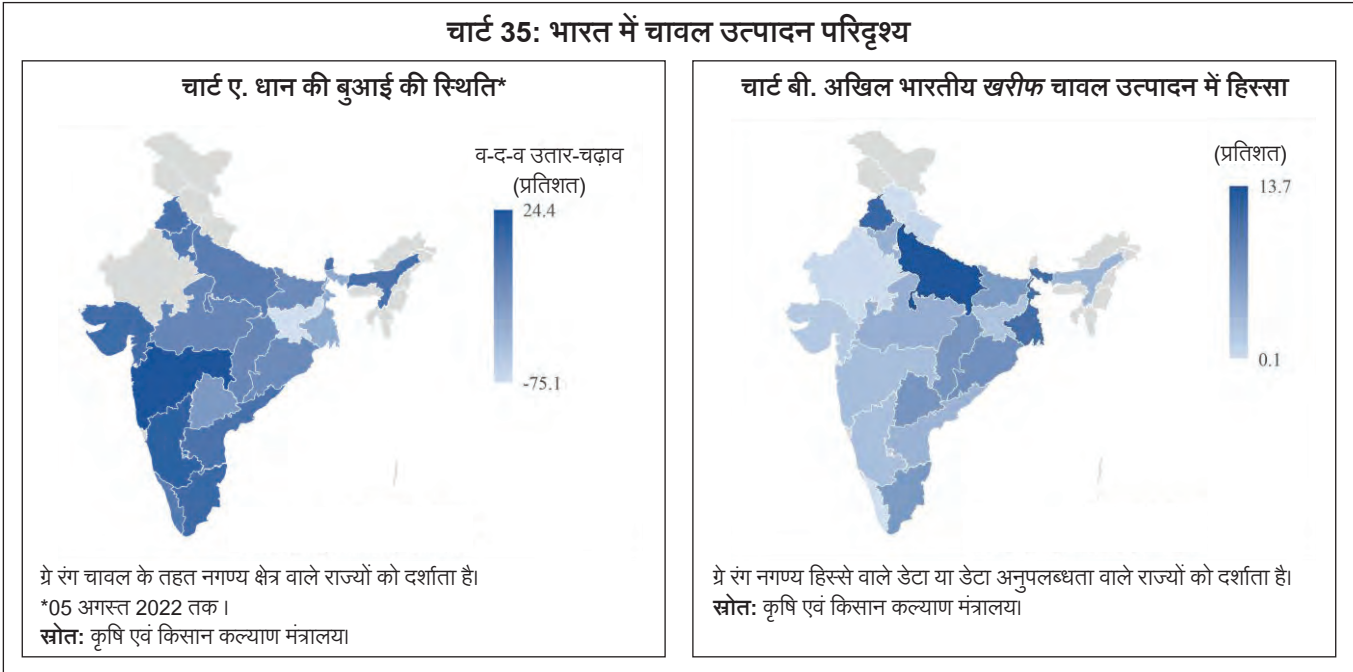 चार्ट 35: भारत में चावल उत्पादन परिदृश्य
चार्ट ए. धान की बुआई की स्थिति*
व-द-व उतार-चढ़ाव
(प्रतिशत)
24.4
-75.1
ग्रे रंग चावल के तहत नगण्य क्षेत्र वाले राज्यों को दर्शाता है।
*05 अगस्त 2022 तक ।
स्रोत: कृषि एवं किसान कल्याण मंत्रालय।
चार्ट बी. अखिल भारतीय खरीफ चावल उत्पादन में हिस्सा
(प्रतिशत)
13.7
0.1
ग्रे रंग नगण्य हिस्से वाले डेटा या डेटा अनुपलब्धता वाले राज्यों को दर्शाता है।
स्रोत: कृषि एवं किसान कल्याण मंत्रालय।